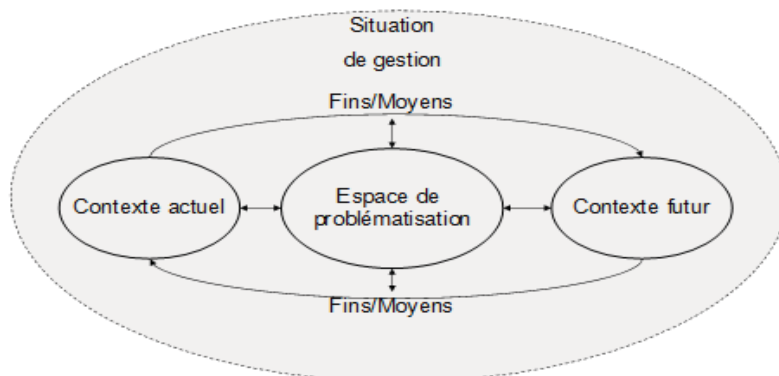 Situation
de gestion
Fins/Moyens
Contexte actuel
Espace de
problématisation
Contexte futur
Fins/Moyens